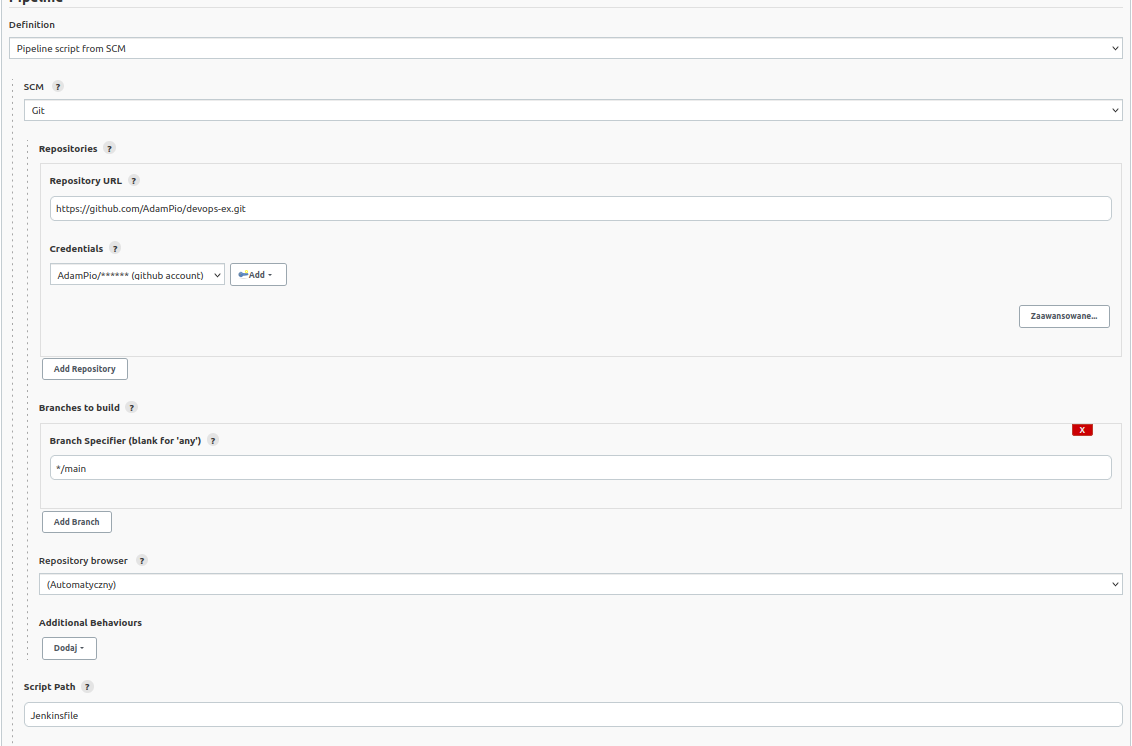 Pipeline
Definition
Pipeline script from SCM
SCM ?
Git
Repositories ?
Repository URL ?
https://github.com/AdamPio/devops-ex.git
Credentials ?
AdamPio/****** (github account) Add
Zaawansowane...
Add Repository
Branches to build ?
X
Branch Specifier (blank for 'any') ?
*/main
Add Branch
Repository browser ?
(Automatyczny)
Additional Behaviours
Dodaj
Script Path ?
Jenkinsfile